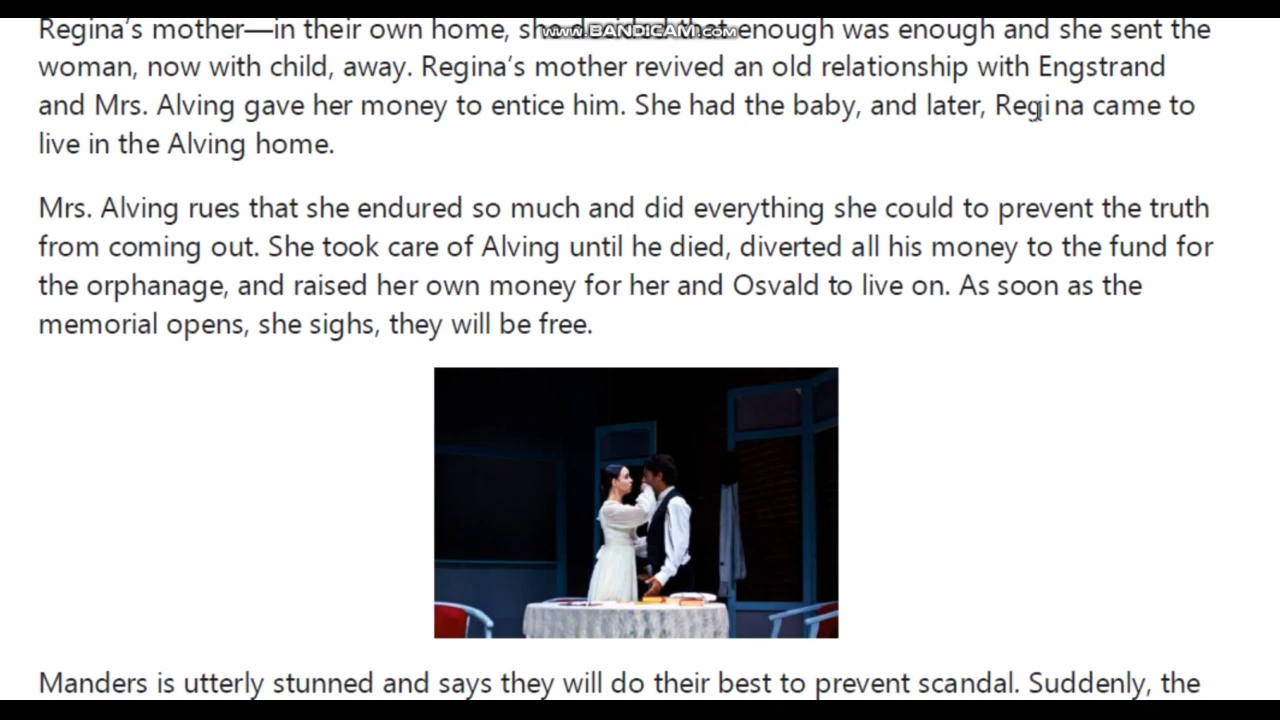 Regina’s mother—in their own home, she decided that enough was enough and she sent the
www.BANDICAM.com
woman, now with child, away. Regina’s mother revived an old relationship with Engstrand
and Mrs. Alving gave her money to entice him. She had the baby, and later, Regina came to
live in the Alving home.
Mrs. Alving rues that she endured so much and did everything she could to prevent the truth
from coming out. She took care of Alving until he died, diverted all his money to the fund for
the orphanage, and raised her own money for her and Osvald to live on. As soon as the
memorial opens, she sighs, they will be free.
Manders is utterly stunned and says they will do their best to prevent scandal. Suddenly, the